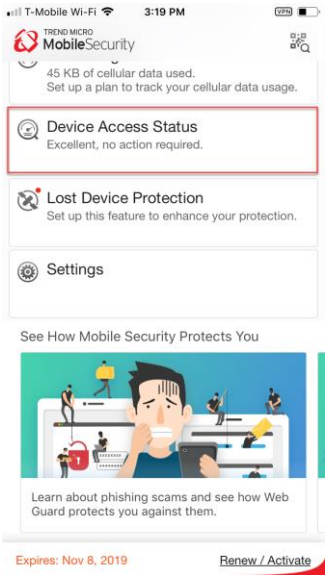 T-Mobile Wi-Fi 3:19 PM VPN
TREND MICRO
MobileSecurity
45 KB of cellular data used.
Set up a plan to track your cellular data usage.
Device Access Status
Excellent, no action required.
Lost Device Protection
Set up this feature to enhance your protection.
Settings
See How Mobile Security Protects You
Learn about phishing scams and see how Web
Guard protects you against them.
Expires: Nov 8, 2019 Renew / Activate